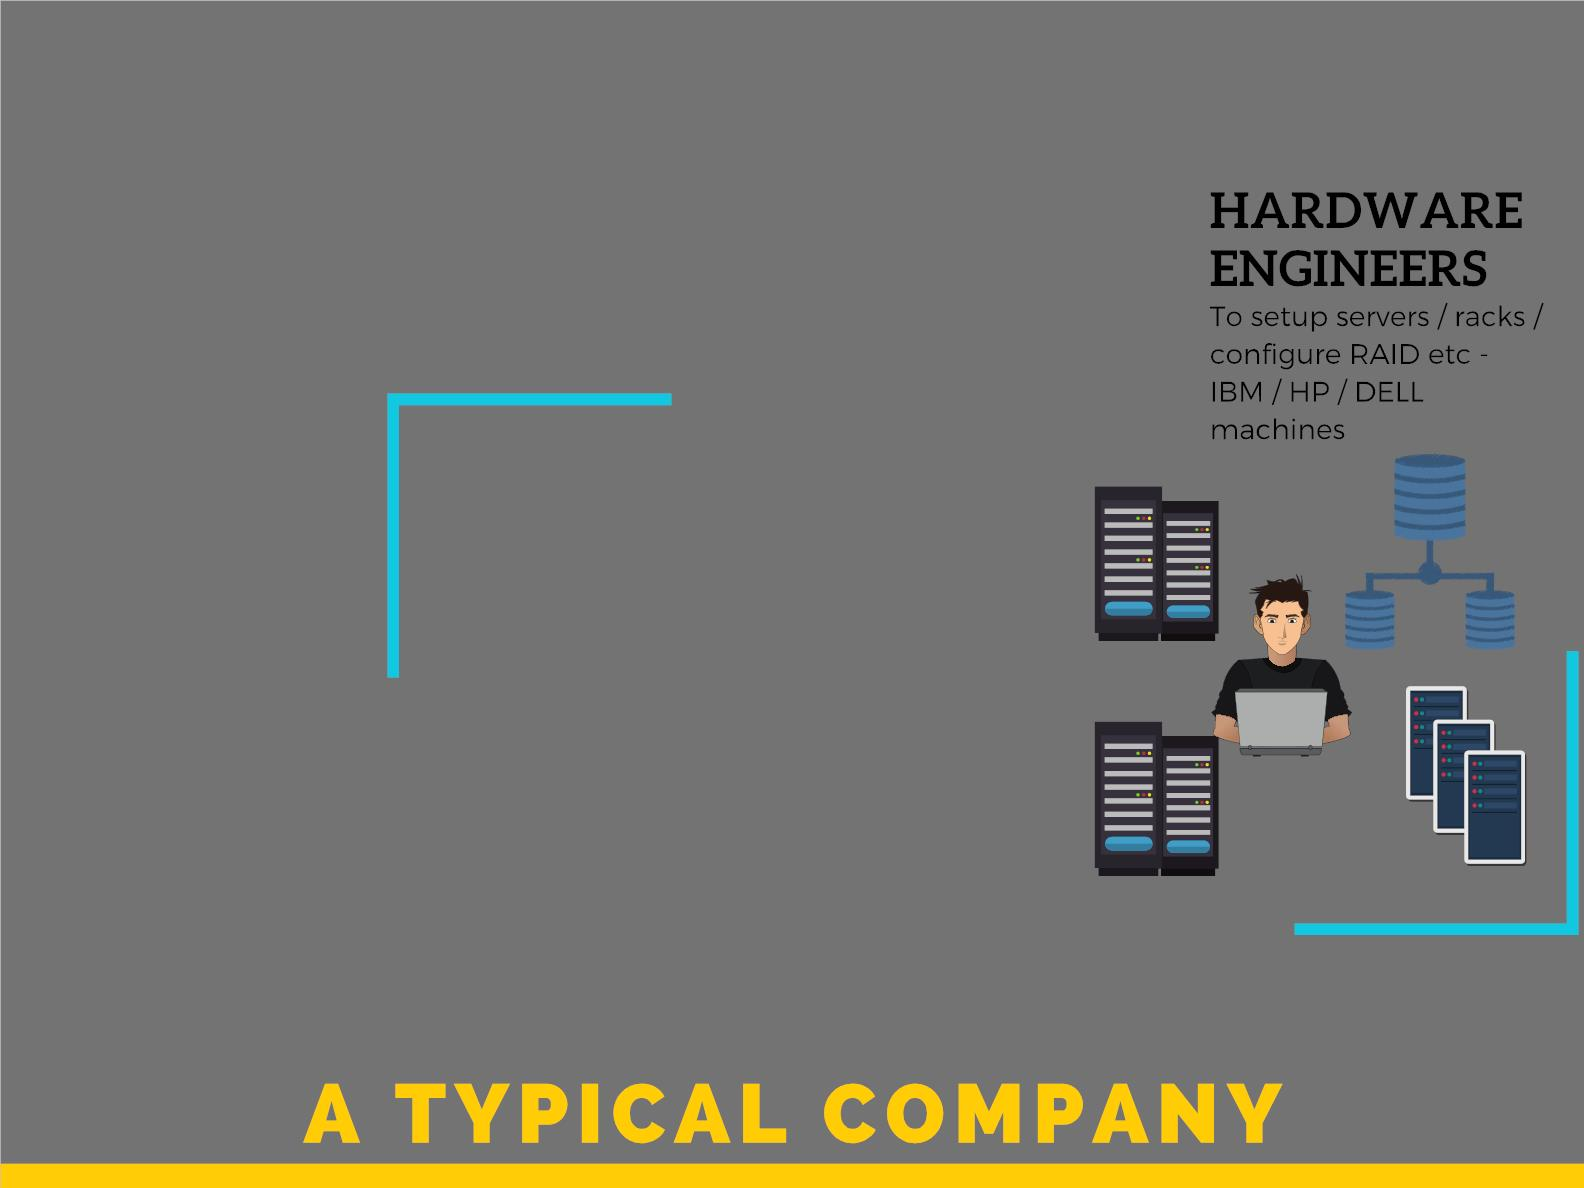 HARDWARE
ENGINEERS
To setup servers / racks /
configure RAID etc -
IBM / HP / DELL
machines
A TYPICAL COMPANY